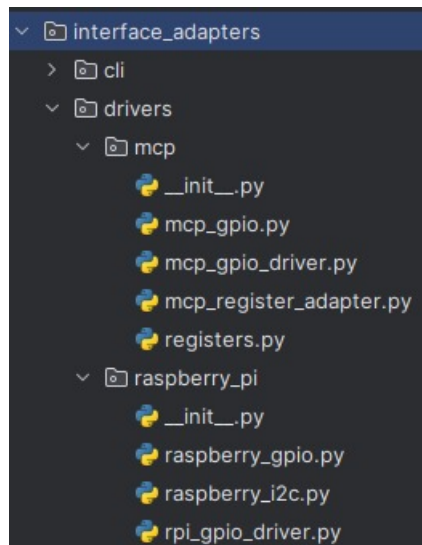 interface_adapters
cli
drivers
mcp
__init__.py
mcp_gpio.py
mcp_gpio_driver.py
mcp_register_adapter.py
registers.py
raspberry_pi
__init__.py
raspberry_gpio.py
raspberry_i2c.py
rpi_gpio_driver.py